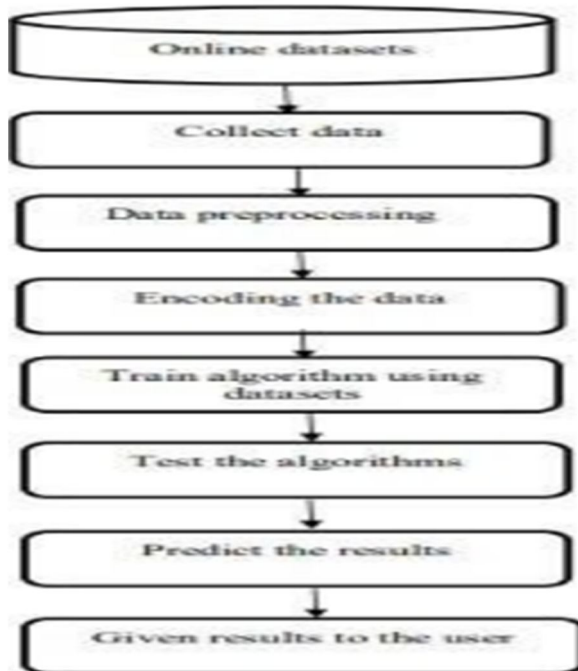 Online datasets
Collect data
Data preprocessing
Encoding the data
Train algorithm using
datasets
Test the algorithms
Predict the results
Given results to the user